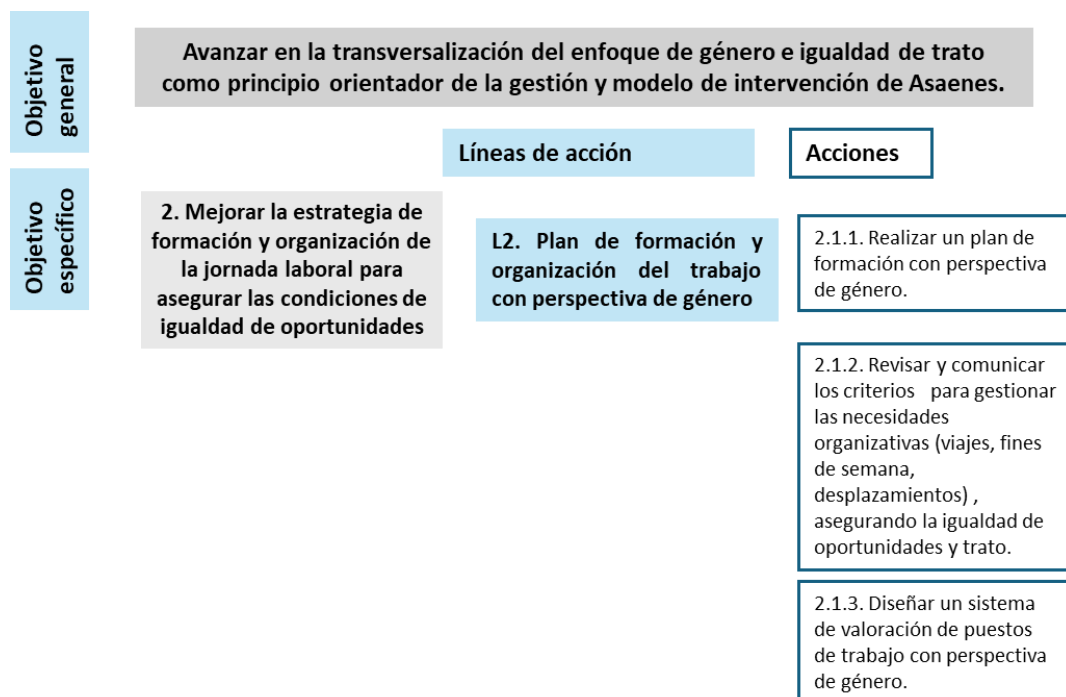 Objetivo
general
Avanzar en la transversalización del enfoque de género e igualdad de trato
como principio orientador de la gestión y modelo de intervención de Asaenes.
Líneas de acción
Acciones
Objetivo
específico
2. Mejorar la estrategia de
formación y organización de
la jornada laboral para
asegurar las condiciones de
igualdad de oportunidades
L2. Plan de formación y
organización del trabajo
con perspectiva de género
2.1.1. Realizar un plan de
formación con perspectiva
de género.
2.1.2. Revisar y comunicar
los criterios para gestionar
las necesidades
organizativas (viajes, fines
de semana,
desplazamientos) ,
asegurando la igualdad de
oportunidades y trato.
2.1.3. Diseñar un sistema
de valoración de puestos
de trabajo con perspectiva
de género.